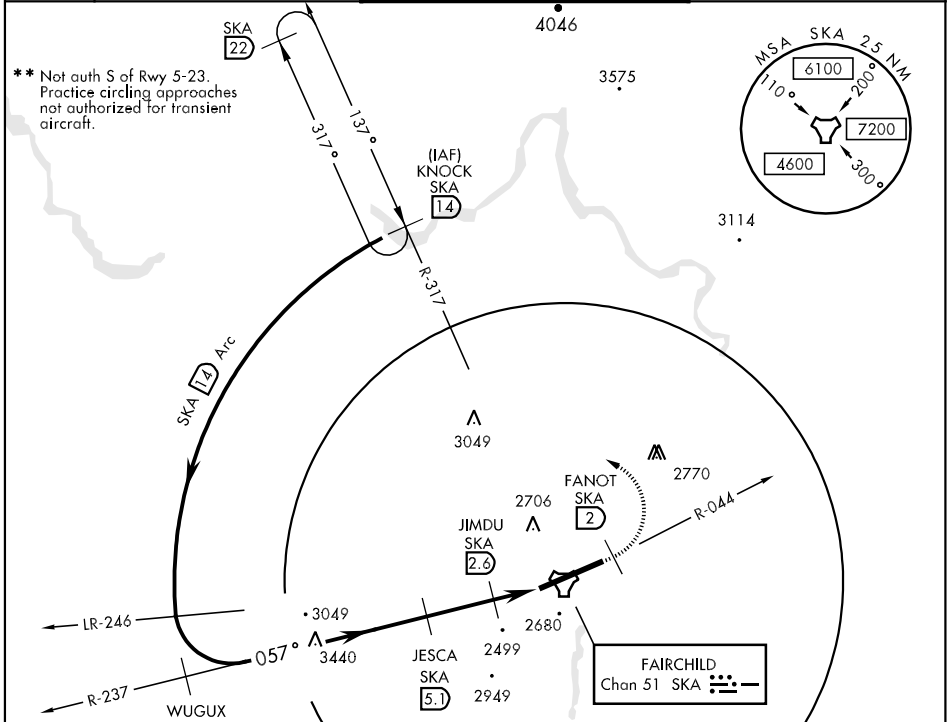 4046
SKA
22
** Not auth S of Rwy 5-23.
Practice circling approaches
not authorized for transient
aircraft.
3575
MSA SKA 25 NM
6100
110°
200°
7200
4600
300°
317°
137°
(IAF)
KNOCK
SKA
14
3114
R-317
SKA 14 Arc
3049
2770
FANOT
SKA
2
2706
R-044
JIMDU
SKA
2.6
LR-246
3049
057°
3440
2680
JESCA
SKA
5.1
2499
2949
R-237
WUGUX
FAIRCHILD
Chan 51 SKA